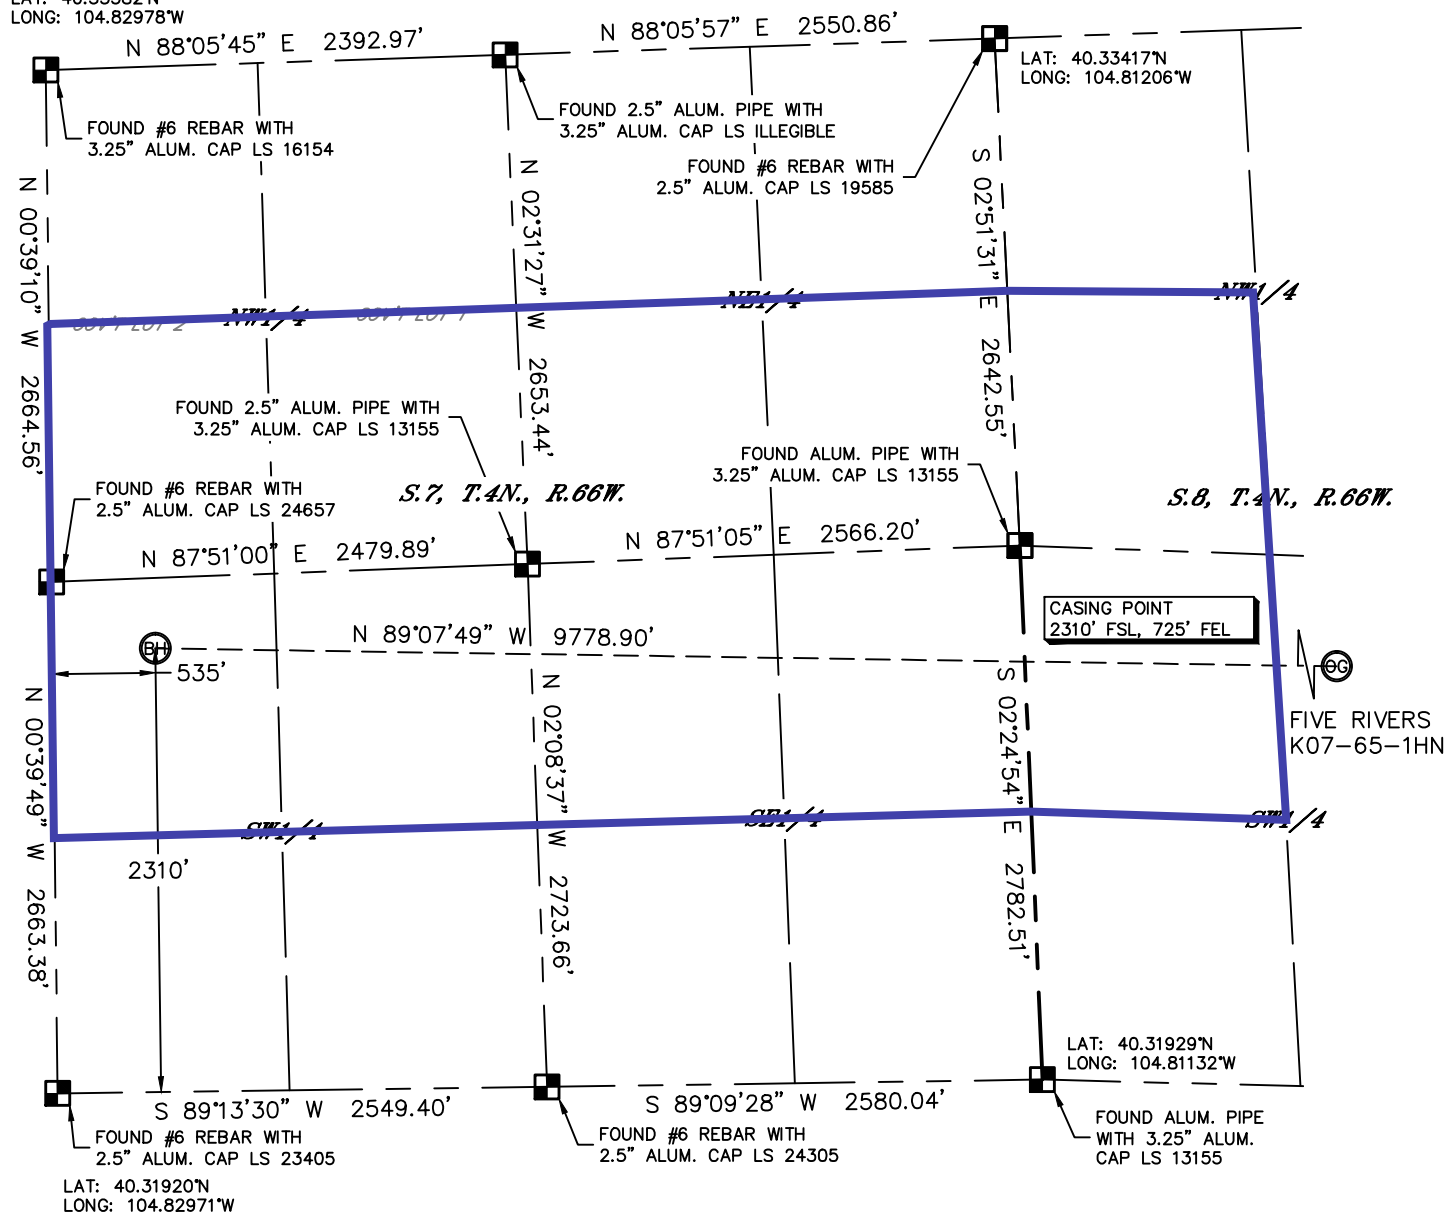 LONG: 104.82978°W
N 88°05'45" E 2392.97'
N 88°05'57" E 2550.86'
LAT: 40.33417°N
LONG: 104.81206°W
FOUND #6 REBAR WITH
3.25" ALUM. CAP LS 16154
FOUND 2.5" ALUM. PIPE WITH
3.25" ALUM. CAP LS ILLEGIBLE
FOUND #6 REBAR WITH
2.5" ALUM. CAP LS 19585
N 00°39'10" W 2664.56'
N 02°31'27" W 2653.44'
S 02°51'31" E 2642.55'
GOV'T LOT 2
NW1/4
GOV'T LOT 1
NE1/4
NW1/4
FOUND 2.5" ALUM. PIPE WITH
3.25" ALUM. CAP LS 13155
FOUND ALUM. PIPE WITH
3.25" ALUM. CAP LS 13155
FOUND #6 REBAR WITH
2.5" ALUM. CAP LS 24657
S.7, T.4N., R.66W.
S.8, T.4N., R.66W.
N 87°51'00" E 2479.89'
N 87°51'05" E 2566.20'
CASING POINT
2310' FSL, 725' FEL
N 89°07'49" W 9778.90'
BH
OG
535'
FIVE RIVERS
K07-65-1HN
N 00°39'49" W 2663.38'
N 02°08'37" W 2723.66'
S 02°24'54" E 2782.51'
SW1/4
SE1/4
SW1/4
2310'
LAT: 40.31929°N
LONG: 104.81132°W
S 89°13'30" W 2549.40'
S 89°09'28" W 2580.04'
FOUND #6 REBAR WITH
2.5" ALUM. CAP LS 23405
FOUND #6 REBAR WITH
2.5" ALUM. CAP LS 24305
FOUND ALUM. PIPE
WITH 3.25" ALUM.
CAP LS 13155
LAT: 40.31920°N
LONG: 104.82971°W